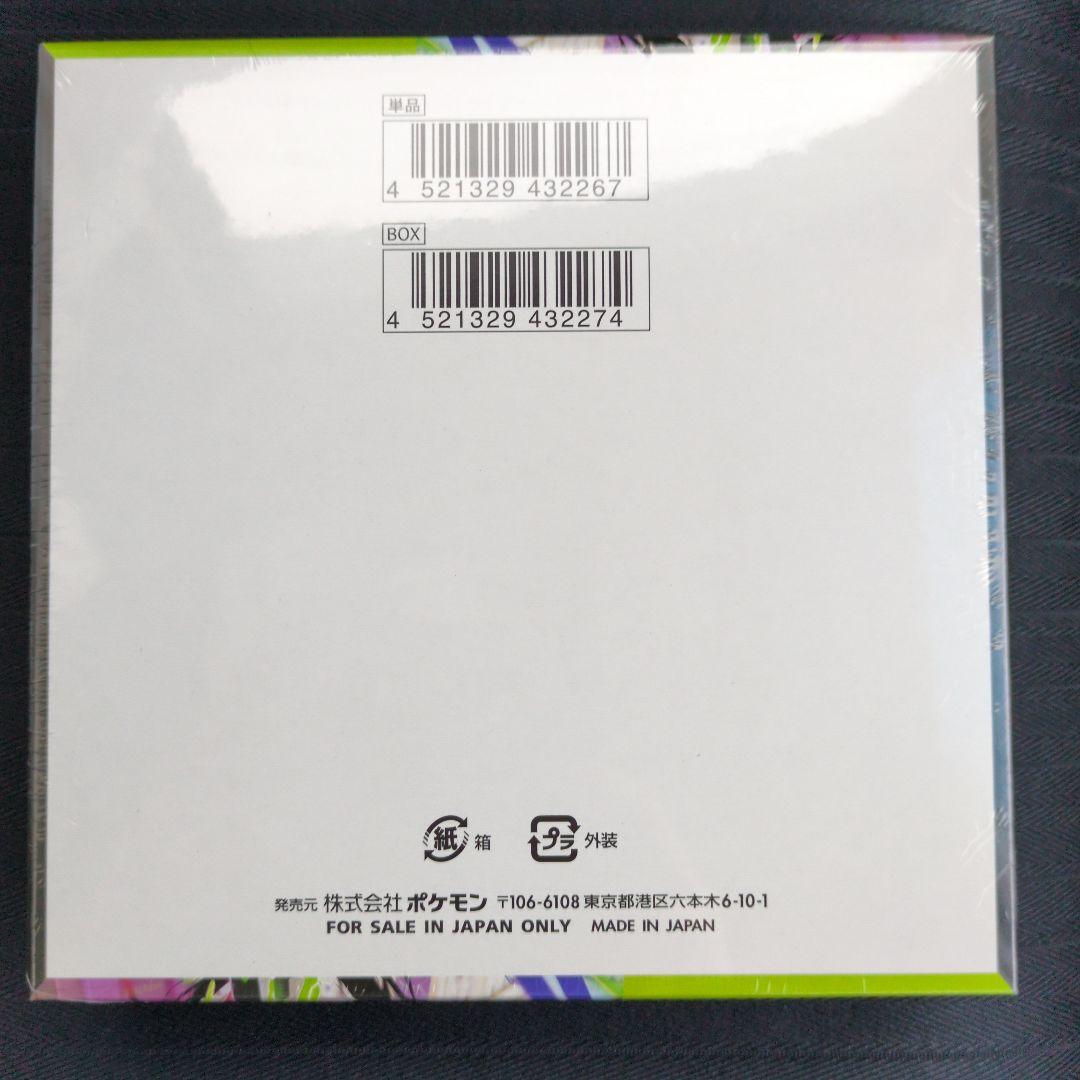 単品
4 521329 432267
BOX
4 521329 432274
紙 箱 プラ 外装
発売元 株式会社 ポケモン 〒106-6108 東京都港区六本木6-10-1
FOR SALE IN JAPAN ONLY MADE IN JAPAN